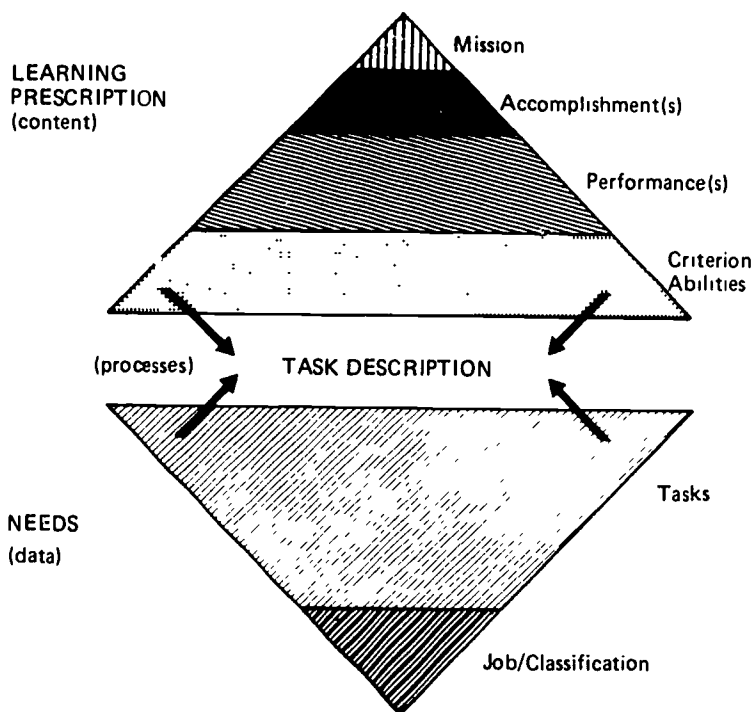 Mission
LEARNING
PRESCRIPTION
(content)
Accomplishment(s)
Performance(s)
Criterion
Abilities
(processes)
TASK DESCRIPTION
Tasks
NEEDS
(data)
Job/Classification